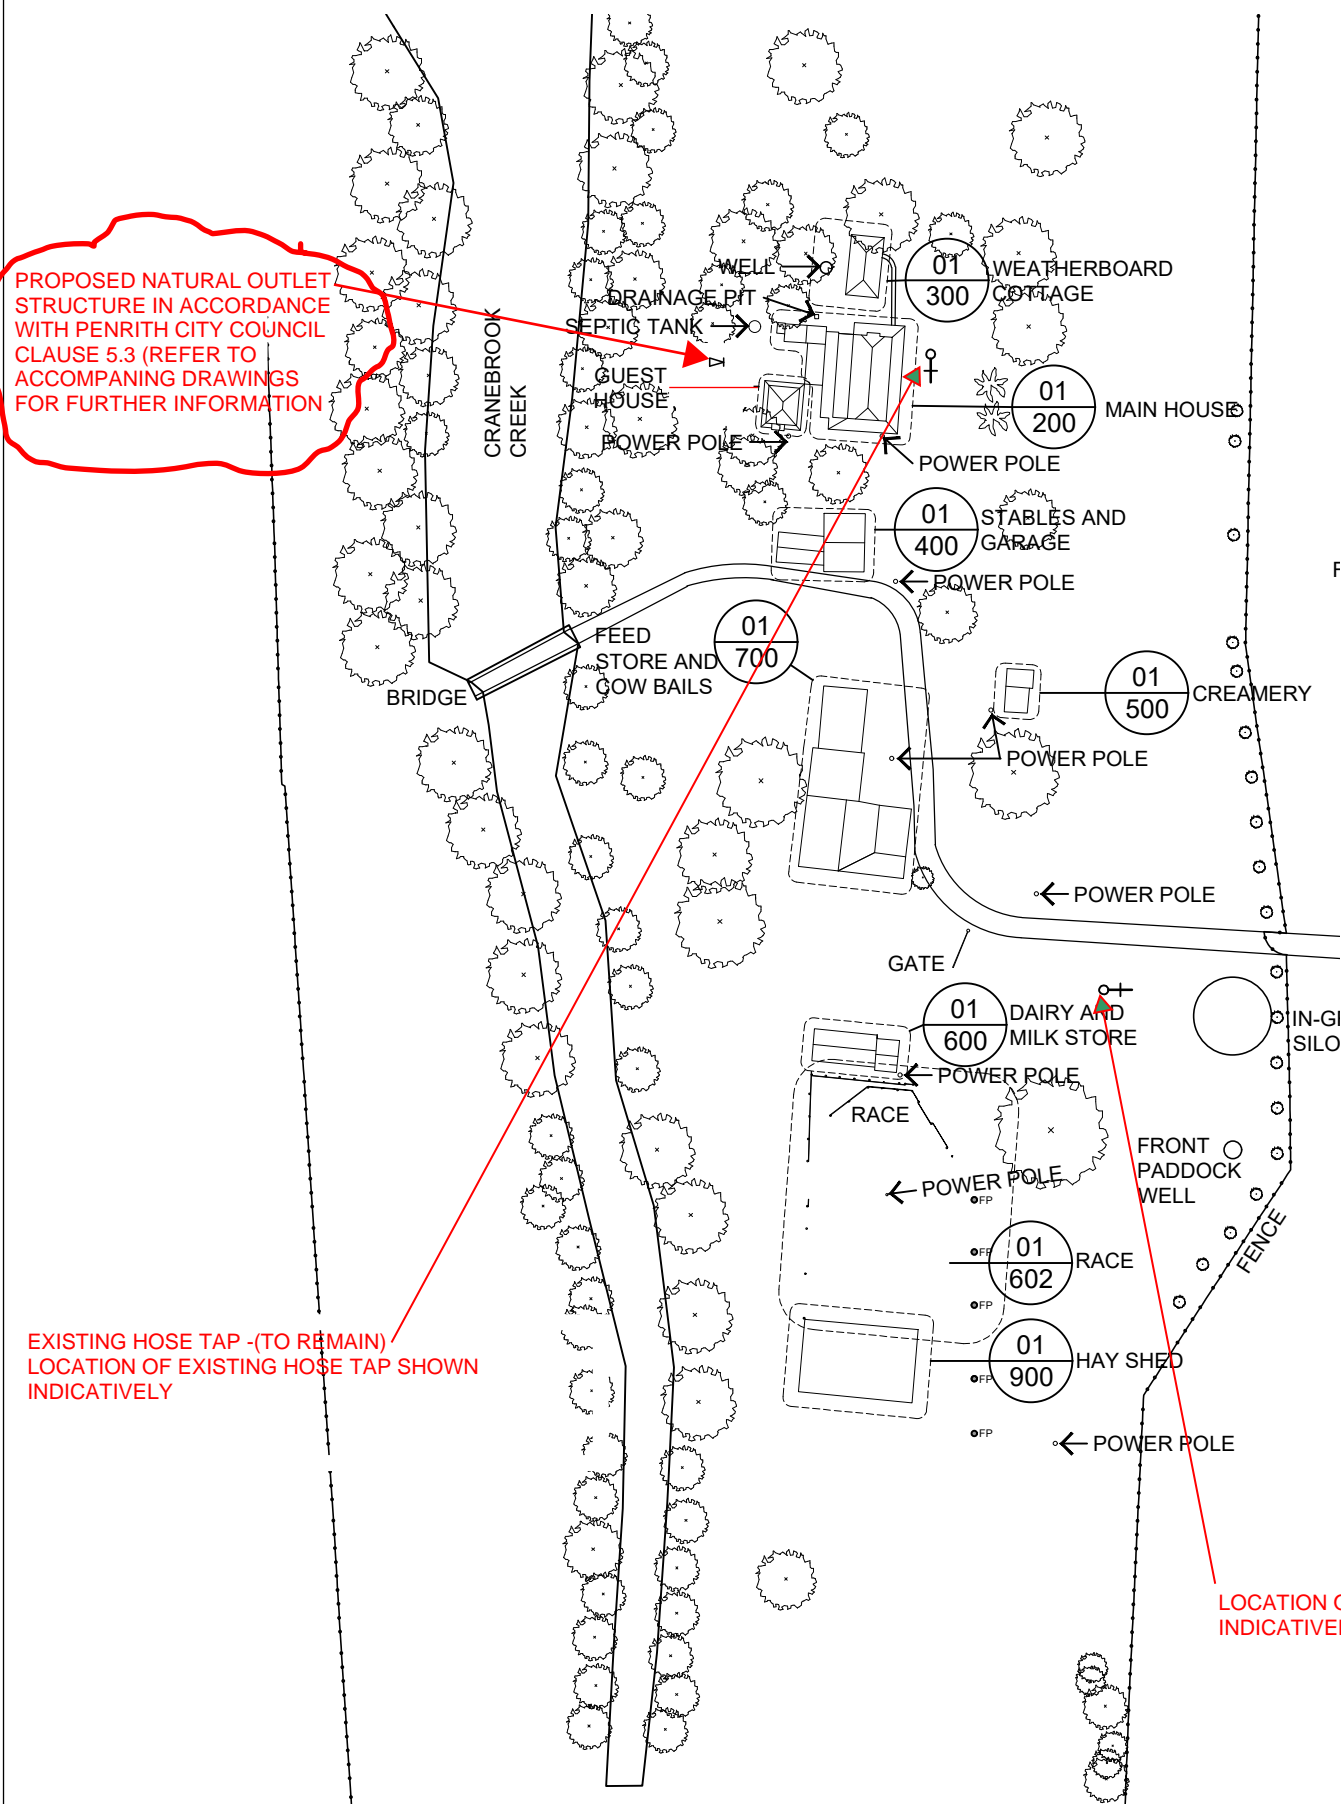 PROPOSED NATURAL OUTLET
STRUCTURE IN ACCORDANCE
WITH PENRITH CITY COUNCIL
CLAUSE 5.3 (REFER TO
ACCOMPANING DRAWINGS
FOR FURTHER INFORMATION
CRANEBROOK
CREEK
WELL
DRAINAGE PIT
SEPTIC TANK
GUEST
HOUSE
POWER POLE
01
300
WEATHERBOARD
COTTAGE
01
200
MAIN HOUSE
POWER POLE
01
400
STABLES AND
GARAGE
POWER POLE
FEED
STORE AND
COW BAILS
01
700
BRIDGE
01
500
CREAMERY
POWER POLE
POWER POLE
GATE
01
600
DAIRY AND
MILK STORE
POWER POLE
RACE
IN-G
SILO
FRONT
PADDOCK
WELL
POWER POLE
FP
FENCE
FP
01
602
RACE
FP
01
900
HAY SHED
FP
FP
POWER POLE
EXISTING HOSE TAP -(TO REMAIN)
LOCATION OF EXISTING HOSE TAP SHOWN
INDICATIVELY
LOCATION
INDICATIVE